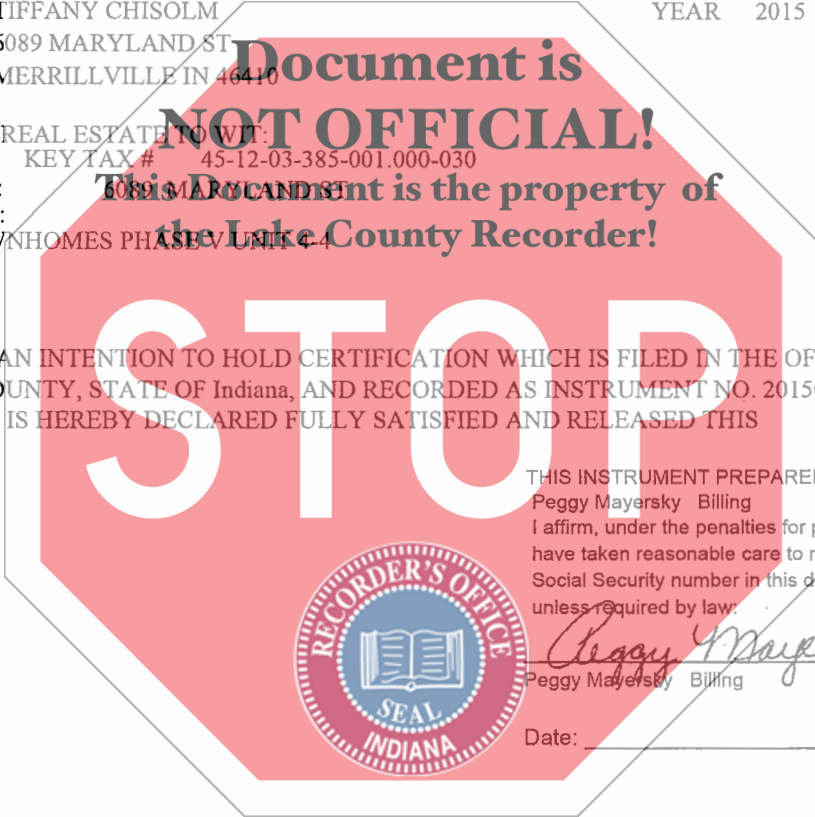 TIFFANY CHISOLM YEAR 2015
6089 MARYLAND ST
MERRILLVILLE IN 46410
Document is
NOT OFFICIAL!
REAL ESTATE TO WIT:
KEY TAX # 45-12-03-385-001.000-030
This Document is the property of
: 6089 MARYLAND ST
:
the Lake County Recorder!
NHOMES PHASE V UNIT 4-4
STOP
AN INTENTION TO HOLD CERTIFICATION WHICH IS FILED IN THE OF
OUNTY, STATE OF Indiana, AND RECORDED AS INSTRUMENT NO. 2015
IS HEREBY DECLARED FULLY SATISFIED AND RELEASED THIS
THIS INSTRUMENT PREPARE
Peggy Mayersky Billing
I affirm, under the penalties for p
have taken reasonable care to r
Social Security number in this d
unless required by law:
Peggy Maye
Peggy Mayersky Billing
Date:
RECORDER'S OFFICE
SEAL
INDIANA